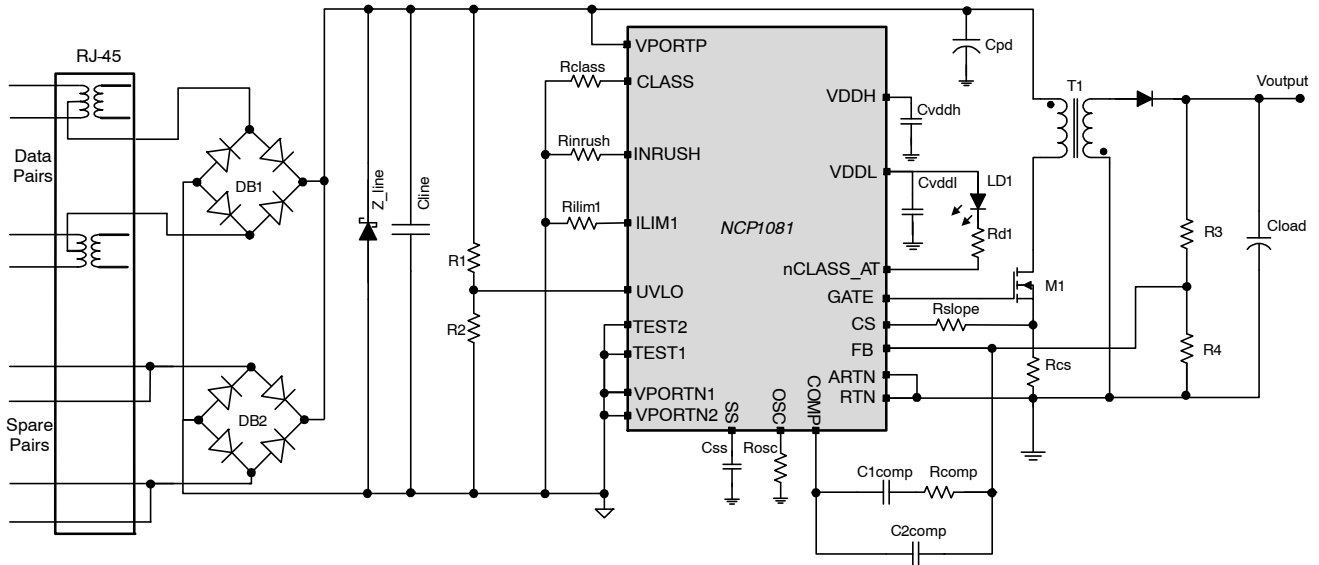 RJ-45
Data
Pairs
Spare
Pairs
DB1
DB2
Z_line
Cline
R1
R2
Rclass
Rinrush
Rilim1
VPORTP
CLASS
INRUSH
ILIM1
UVLO
TEST2
TEST1
VPORTN1
VPORTN2
NCP1081
VDDH
VDDL
nCLASS_AT
GATE
CS
FB
ARTN
RTN
SS
OSC
COMP
Css
Rosc
C1comp
Rcomp
C2comp
Cpd
Cvddh
Cvddl
LD1
Rd1
Rslope
M1
Rcs
T1
Voutput
R3
R4
Cload